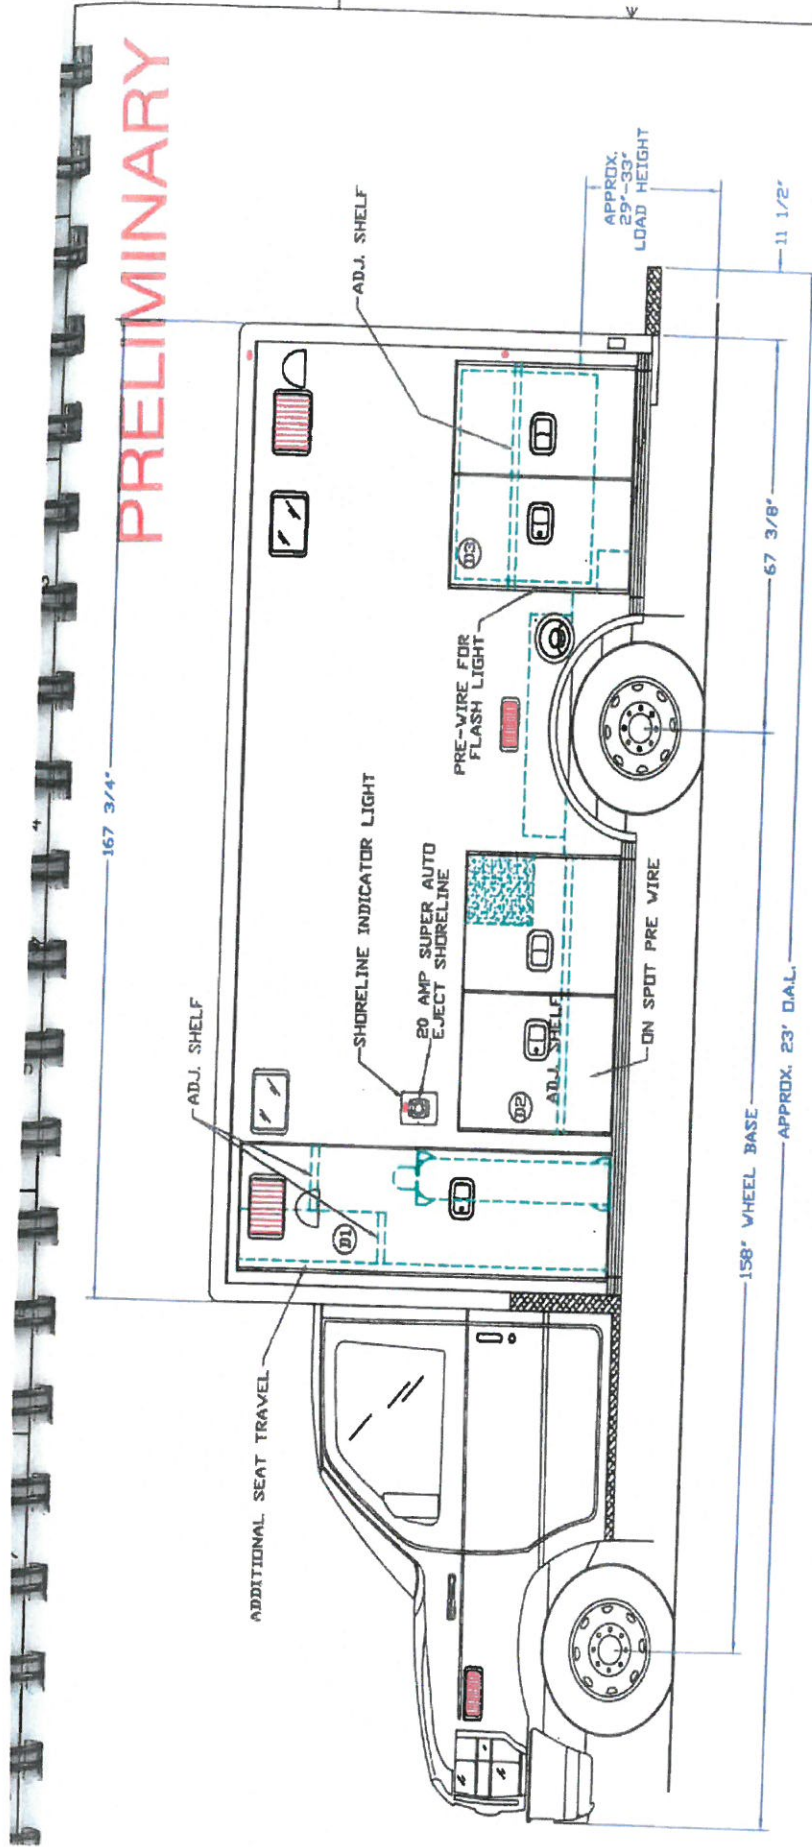 PRELIMINARY
167 3/4"
ADJ. SHELF
ADJ. SHELF
SHORELINE INDICATOR LIGHT
20 AMP SUPER AUTO
EJECT SHORELINE
ADDITIONAL SEAT TRAVEL
PRE-WIRE FOR
FLASH LIGHT
APPROX.
29"-33"
LOAD HEIGHT
D1
D2
D3
ADJ. SHELF
ON SPOT PRE WIRE
11 1/2"
67 3/8"
158" WHEEL BASE
APPROX. 23' O.A.L.